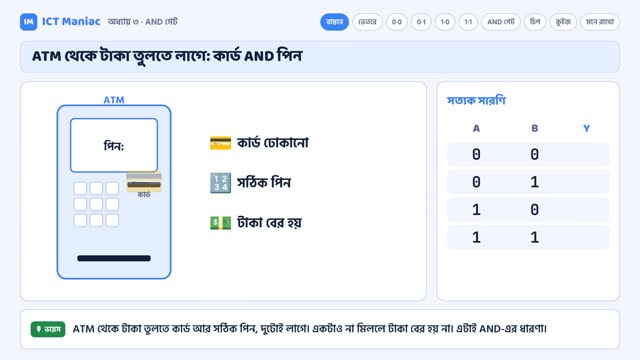 IM ICT Maniac অধ্যায় ৩ · AND গেট
বাস্তবে ভেতরে 0·0 0·1 1·0 1·1 AND গেট চিপ কুইজ মনে রাখো
ATM থেকে টাকা তুলতে লাগে: কার্ড AND পিন
ATM
পিন:
কার্ড
💳 কার্ড ঢোকানো
🔢 সঠিক পিন
💵 টাকা বের হয়
সত্যক সারণি
A B Y
0 0
0 1
1 0
1 1
ভয়েস
ATM থেকে টাকা তুলতে কার্ড আর সঠিক পিন, দুটোই লাগে। একটাও না মিললে টাকা বের হয় না। এটাই AND-এর ধারণা।